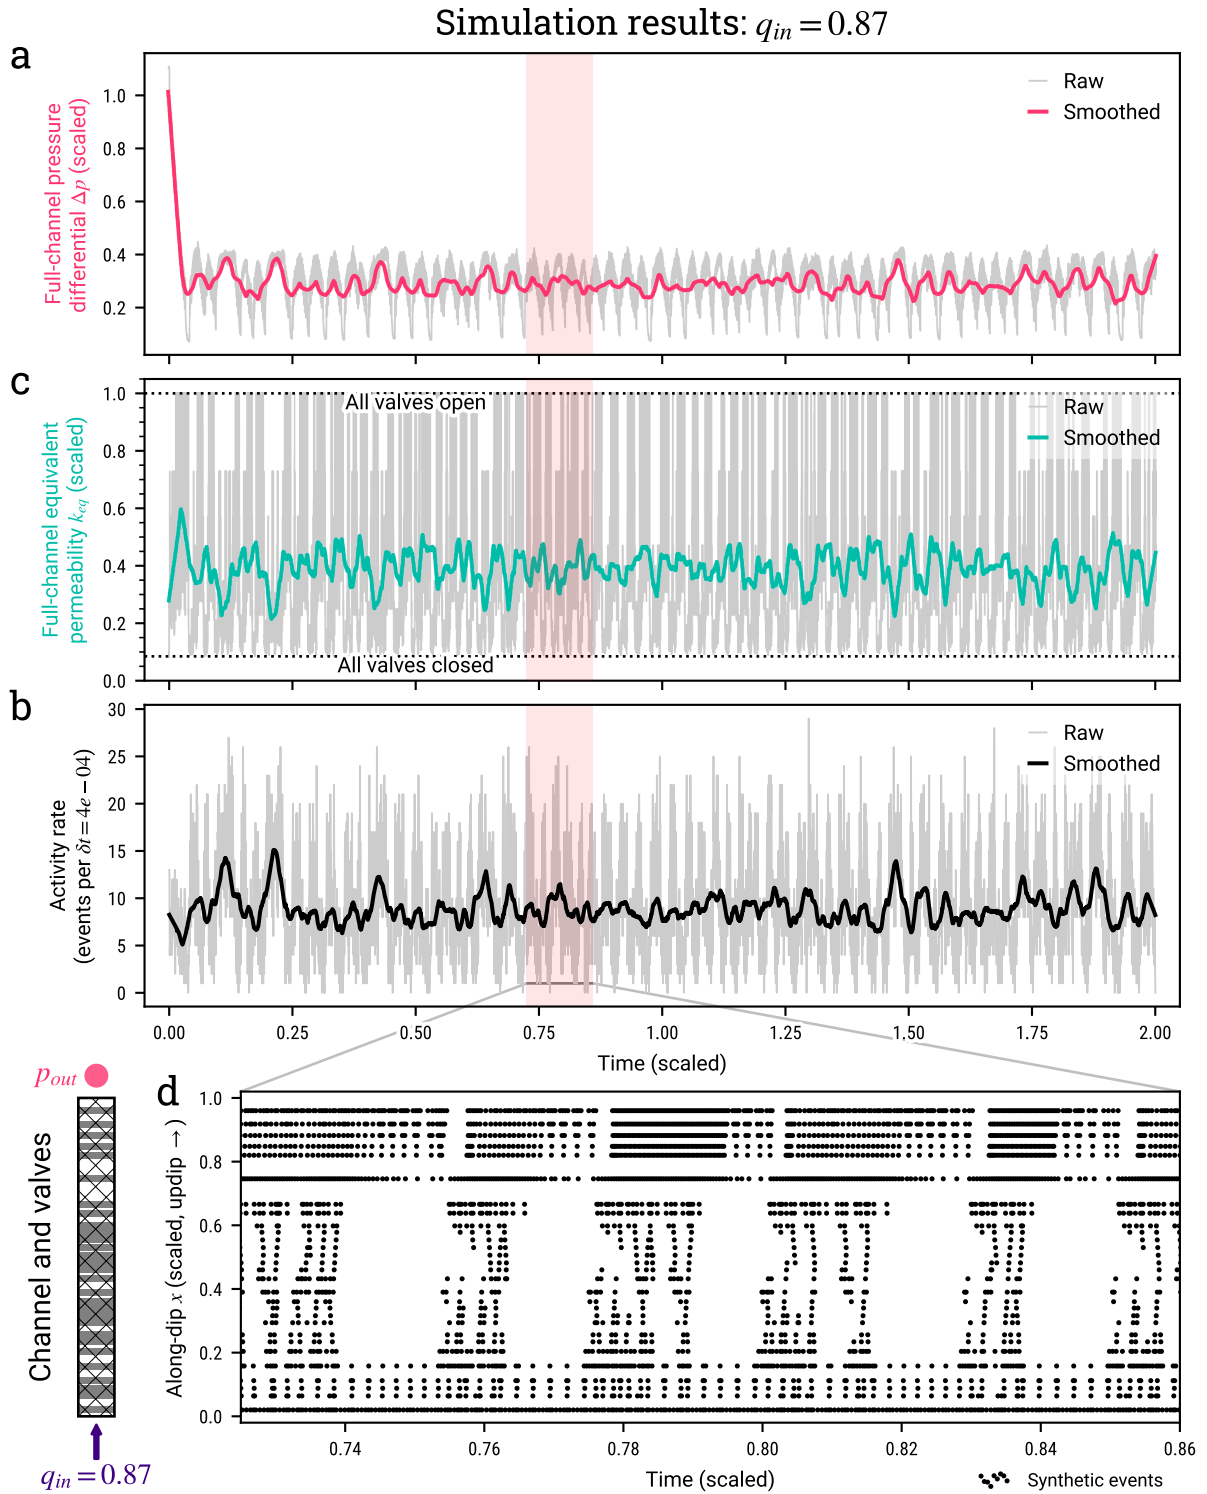 Simulation results: q_in = 0.87
a
Full-channel pressure
differential Δp (scaled)
1.0
0.8
0.6
0.4
0.2
Raw
Smoothed
c
Full-channel equivalent
permeability k_eq (scaled)
1.0
0.8
0.6
0.4
0.2
0.0
All valves open
All valves closed
Raw
Smoothed
b
Activity rate
(events per δt = 4e − 04)
30
25
20
15
10
5
0
Raw
Smoothed
0.00 0.25 0.50 0.75 1.00 1.25 1.50 1.75 2.00
Time (scaled)
p_out
Channel and valves
q_in = 0.87
d
Along-dip x (scaled, updip →)
1.0
0.8
0.6
0.4
0.2
0.0
0.74 0.76 0.78 0.80 0.82 0.84 0.86
Time (scaled)
Synthetic events